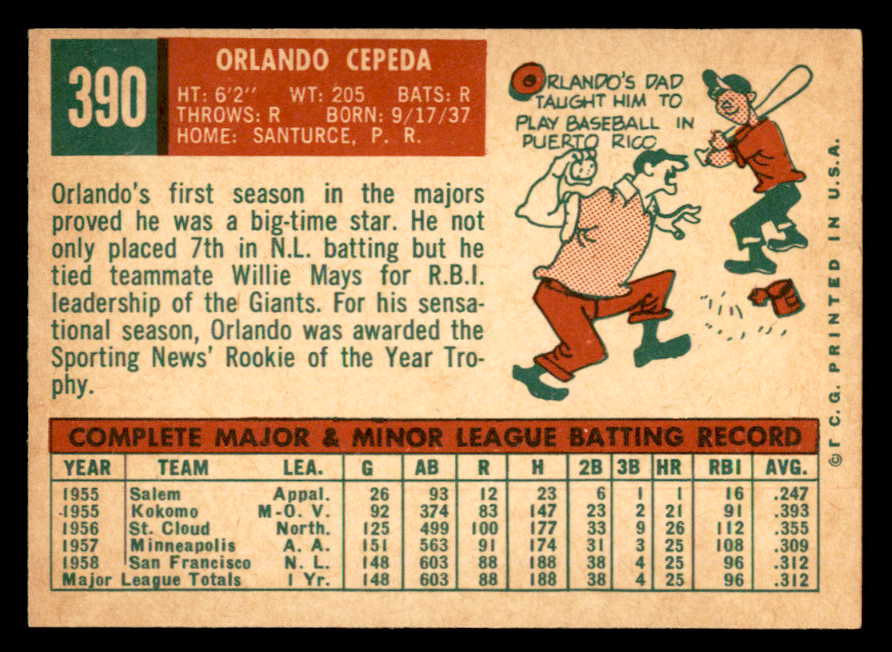 390
ORLANDO CEPEDA
HT: 6'2" WT: 205 BATS: R
THROWS: R BORN: 9/17/37
HOME: SANTURCE, P. R.
ORLANDO'S DAD
TAUGHT HIM TO
PLAY BASEBALL IN
PUERTO RICO
Orlando's first season in the majors
proved he was a big-time star. He not
only placed 7th in N.L. batting but he
tied teammate Willie Mays for R.B.I.
leadership of the Giants. For his sensa-
tional season, Orlando was awarded the
Sporting News' Rookie of the Year Tro-
phy.
COMPLETE MAJOR & MINOR LEAGUE BATTING RECORD
YEAR TEAM LEA. G AB R H 2B 3B HR RBI AVG.
1955 Salem Appal. 26 93 12 23 6 1 1 16 .247
1955 Kokomo M-O. V. 92 374 83 147 23 2 21 91 .393
1956 St. Cloud North. 125 499 100 177 33 9 26 112 .355
1957 Minneapolis A. A. 151 563 91 174 31 3 25 108 .309
1958 San Francisco N. L. 148 603 88 188 38 4 25 96 .312
Major League Totals 1 Yr. 148 603 88 188 38 4 25 96 .312
© T. C. G. PRINTED IN U.S.A.